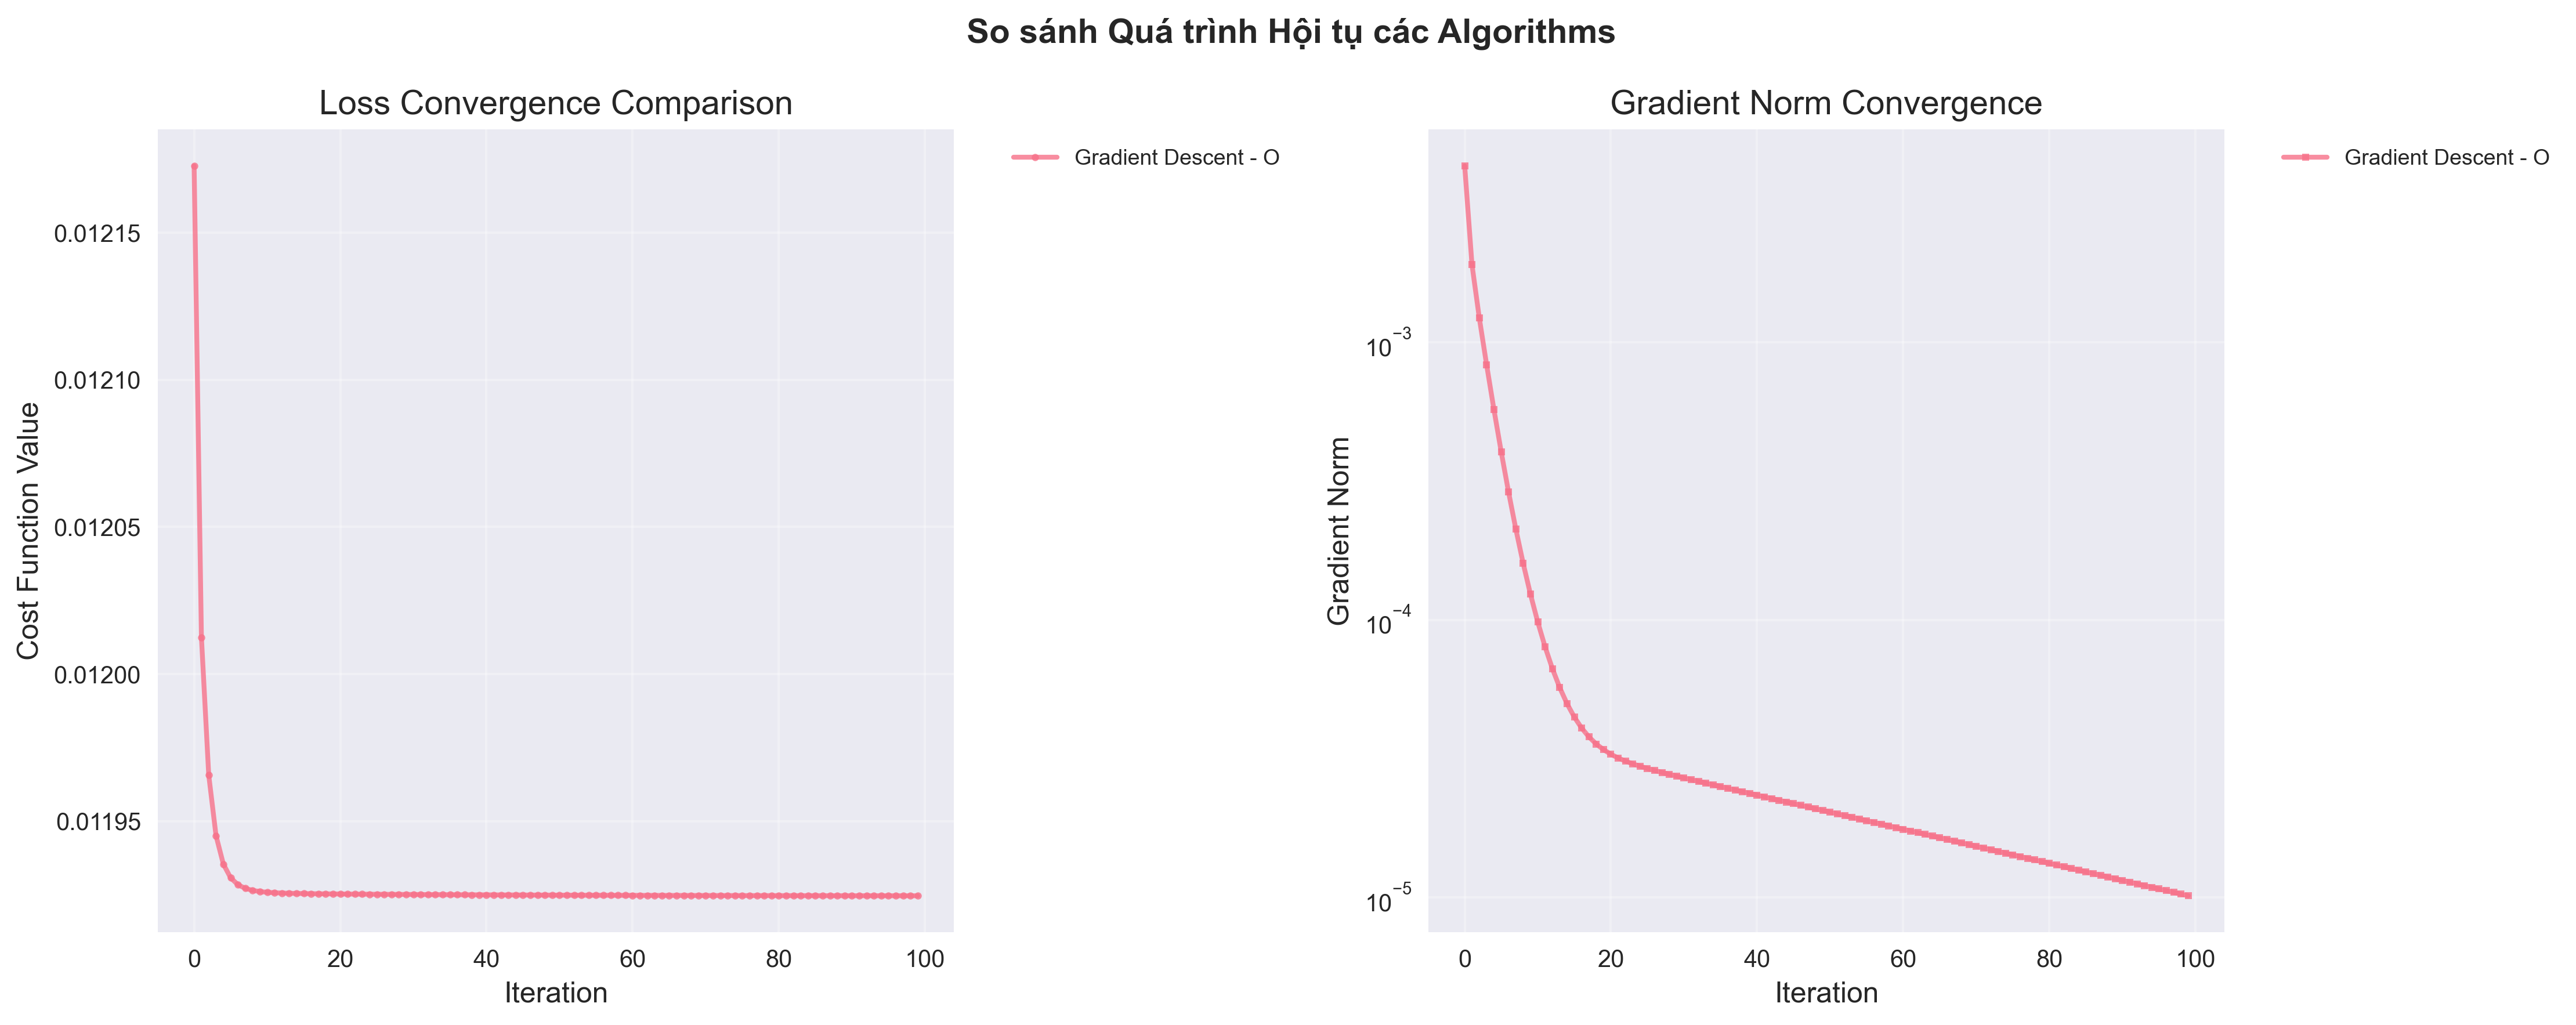 So sánh Quá trình Hội tụ các Algorithms
Loss Convergence Comparison
Cost Function Value
0.01215
0.01210
0.01205
0.01200
0.01195
0
20
40
60
80
100
Iteration
Gradient Descent - O
Gradient Norm Convergence
Gradient Norm
10⁻³
10⁻⁴
10⁻⁵
0
20
40
60
80
100
Iteration
Gradient Descent - O